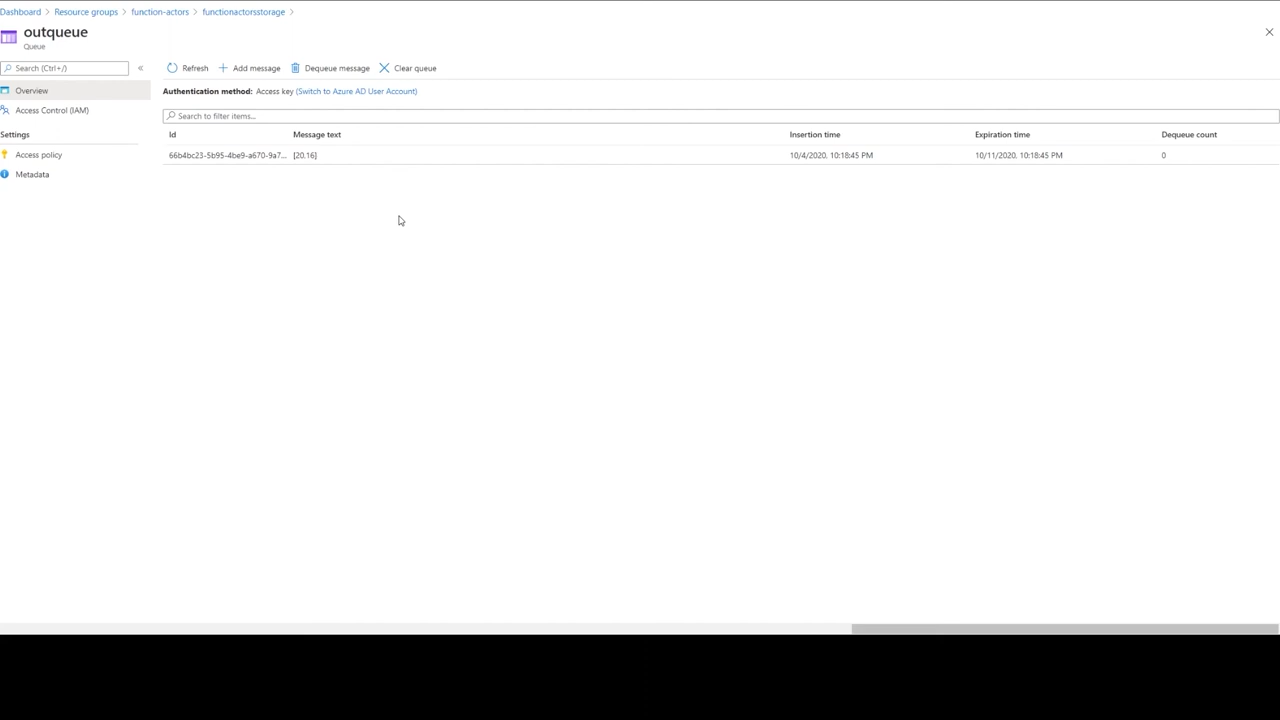 Dashboard > Resource groups > function-actors > functionactorsstorage >
outqueue
Queue
Search (Ctrl+/)
«
Refresh
Add message
Dequeue message
Clear queue
Overview
Access Control (IAM)
Settings
Access policy
Metadata
Authentication method: Access key (Switch to Azure AD User Account)
Search to filter items...
Id Message text Insertion time Expiration time Dequeue count
66b4bc23-5b95-4be9-a670-9a7... [20,16] 10/4/2020, 10:18:45 PM 10/11/2020, 10:18:45 PM 0